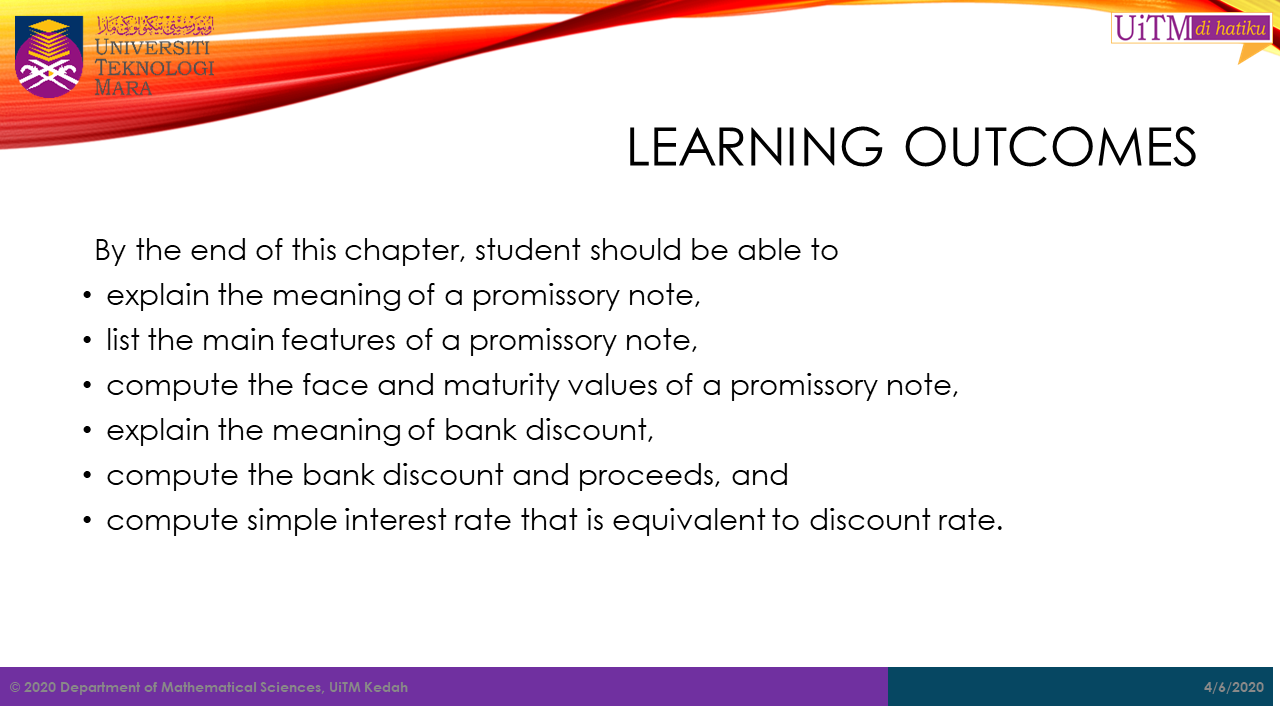 UNIVERSITI
TEKNOLOGI
MARA
UiTM di hatiku
LEARNING OUTCOMES
By the end of this chapter, student should be able to
• explain the meaning of a promissory note,
• list the main features of a promissory note,
• compute the face and maturity values of a promissory note,
• explain the meaning of bank discount,
• compute the bank discount and proceeds, and
• compute simple interest rate that is equivalent to discount rate.
© 2020 Department of Mathematical Sciences, UiTM Kedah
4/6/2020